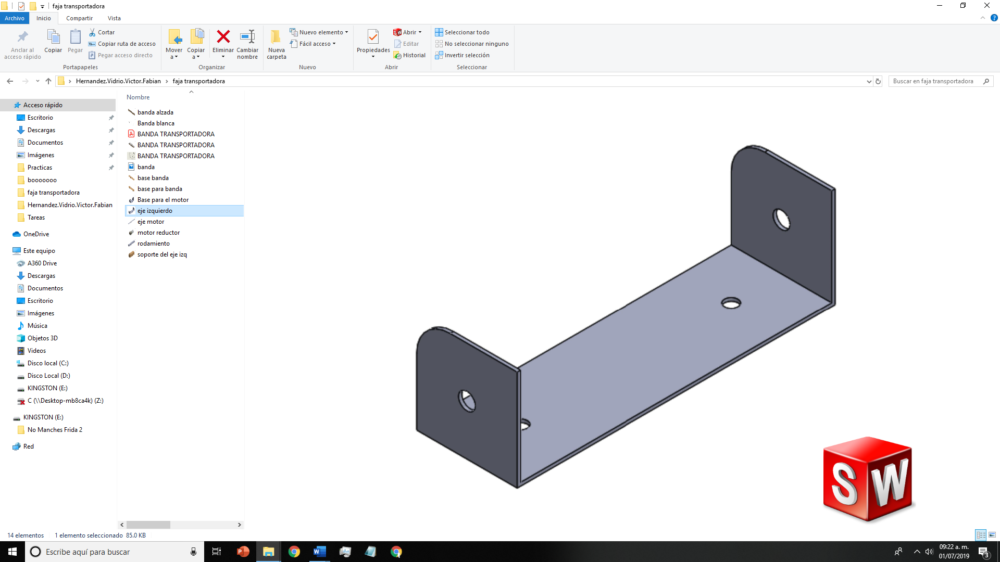 faja transportadora
Archivo Inicio Compartir Vista
Anclar al acceso rápido
Copiar
Pegar
Cortar
Copiar ruta de acceso
Pegar acceso directo
Portapapeles
Mover a
Copiar a
Eliminar
Cambiar nombre
Organizar
Nueva carpeta
Nuevo elemento
Fácil acceso
Nuevo
Propiedades
Abrir
Editar
Historial
Abrir
Seleccionar todo
No seleccionar ninguno
Invertir selección
Seleccionar
Hernandez.Vidrio.Victor.Fabian > faja transportadora
Buscar en faja transportadora
Acceso rápido
Escritorio
Descargas
Documentos
Imágenes
Practicas
booooooo
faja transportadora
Hernandez.Vidrio.Victor.Fabian
Tareas
OneDrive
Este equipo
A360 Drive
Descargas
Documentos
Escritorio
Imágenes
Música
Objetos 3D
Videos
Disco local (C:)
Disco Local (D:)
KINGSTON (E:)
C (\\Desktop-mb8ca4k) (Z:)
KINGSTON (E:)
No Manches Frida 2
Red
Nombre
banda alzada
Banda blanca
BANDA TRANSPORTADORA
BANDA TRANSPORTADORA
BANDA TRANSPORTADORA
banda
base banda
base para banda
Base para el motor
eje izquierdo
eje motor
motor reductor
rodamiento
soporte del eje izq
SW
14 elementos 1 elemento seleccionado 85.0 KB
Escribe aquí para buscar
09:22 a. m.
01/07/2019
3